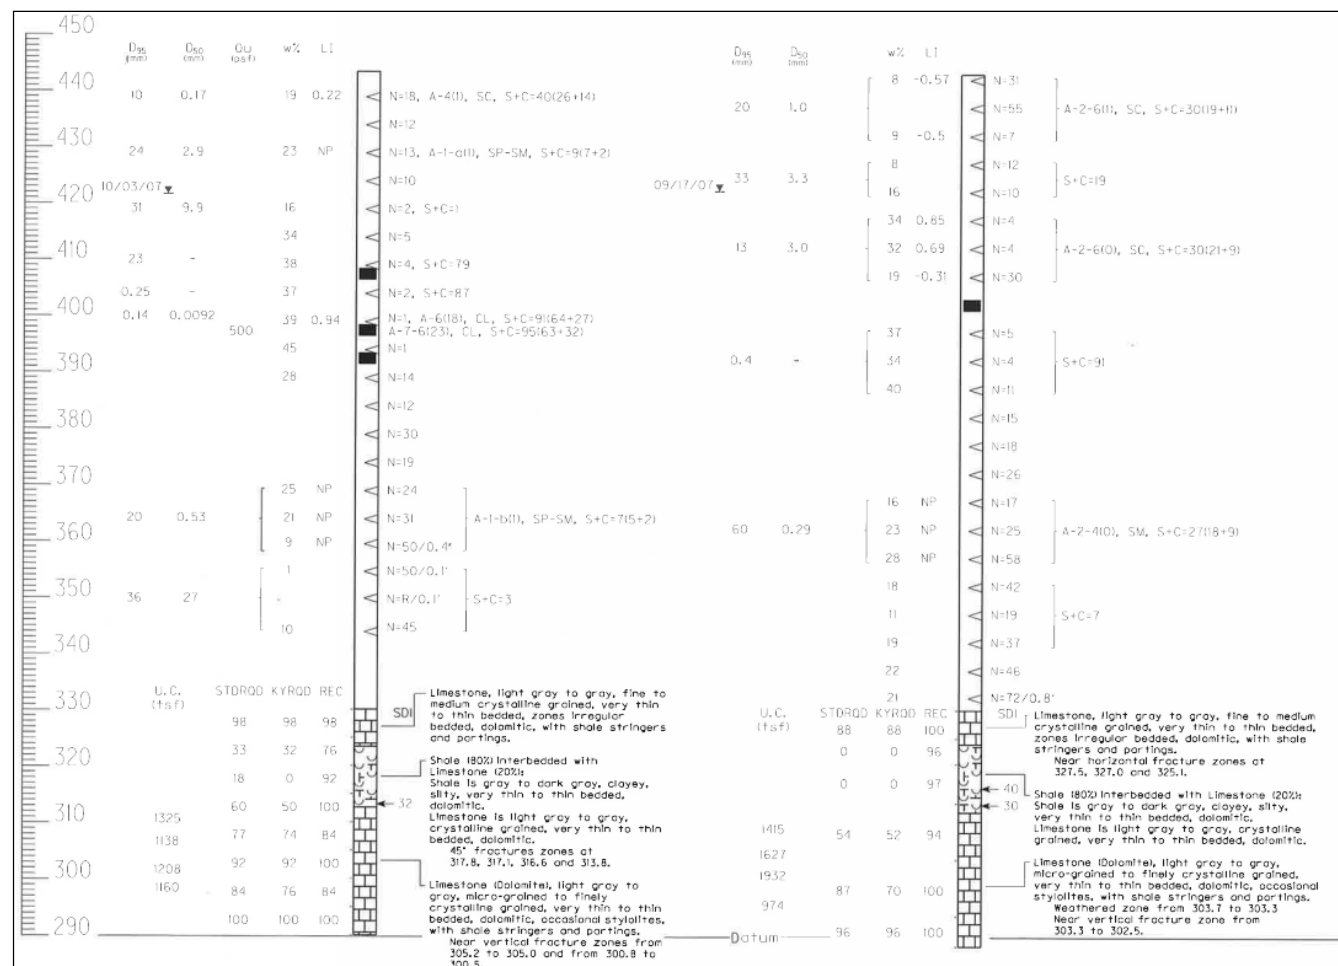 450
D95 (mm) D50 (mm) Qu (psf) w% LI
D95 (mm) D50 (mm) w% LI
440
10 0.17 19 0.22 N=18, A-4(1), SC, S+C=40(26+14)
N=12
430
24 2.9 23 NP N=13, A-1-a(1), SP-SM, S+C=9(7+2)
N=10
10/03/07
420
31 9.9 16 N=2, S+C=1
34 N=5
410
23 - 38 N=4, S+C=79
0.25 - 37 N=2, S+C=87
400
0.14 0.0092 39 0.94 N=1, A-6(18), CL, S+C=91(64+27)
500 A-7-6(23), CL, S+C=95(63+32)
45 N=1
390
28 N=14
N=12
380
N=30
N=19
370
25 NP N=24
20 0.53 21 NP N=31 A-1-b(1), SP-SM, S+C=7(5+2)
360
9 NP N=50/0.4'
1 N=50/0.1'
350
36 27 - N=R/0.1' S+C=3
10 N=45
340
330
U.C. (tsf) STDRQD KYRQD REC SDI
98 98 98
33 32 76
320
18 0 92
60 50 100 32
310
1325
77 74 84
1138
92 92 100
1208
300
1160
84 76 84
100 100 100
290
Limestone, light gray to gray, fine to
medium crystalline grained, very thin
to thin bedded, zones irregular
bedded, dolomitic, with shale stringers
and partings.
Shale (80%) Interbedded with
Limestone (20%):
Shale is gray to dark gray, clayey,
silty, very thin to thin bedded,
dolomitic.
Limestone is light gray to gray,
crystalline grained, very thin to thin
bedded, dolomitic.
45° fractures zones at
317.8, 317.1, 316.6 and 313.8.
Limestone (Dolomite), light gray to
gray, micro-grained to finely
crystalline grained, very thin to thin
bedded, dolomitic, occasional stylolites,
with shale stringers and partings.
Near vertical fracture zones from
305.2 to 305.0 and from 300.8 to
300.5
8 -0.57 N=31
20 1.0 N=55 A-2-6(1), SC, S+C=30(19+11)
9 -0.5 N=7
8 N=12
33 3.3 S+C=19
09/17/07
16 N=10
34 0.85 N=4
13 3.0 32 0.69 N=4 A-2-6(0), SC, S+C=30(21+9)
19 -0.31 N=30
37 N=5
0.4 - 34 N=4 S+C=91
40 N=11
N=15
N=18
N=26
16 NP N=17
60 0.29 23 NP N=25 A-2-4(0), SM, S+C=27(18+9)
28 NP N=58
18 N=42
11 N=19 S+C=7
19 N=37
22 N=46
21 N=72/0.8'
U.C. (tsf) STDRQD KYRQD REC SDI
88 88 100
0 0 96
0 0 97
40
30
1415
54 52 94
1627
1932
87 70 100
974
Datum 96 96 100
Limestone, light gray to gray, fine to medium
crystalline grained, very thin to thin bedded,
zones irregular bedded, dolomitic, with shale
stringers and partings.
Near horizontal fracture zones at
327.5, 327.0 and 325.1.
Shale (80%) Interbedded with Limestone (20%):
Shale is gray to dark gray, clayey, silty,
very thin to thin bedded, dolomitic.
Limestone is light gray to gray, crystalline
grained, very thin to thin bedded, dolomitic.
Limestone (Dolomite), light gray to gray,
micro-grained to finely crystalline grained,
very thin to thin bedded, dolomitic, occasional
stylolites, with shale stringers and partings.
Weathered zone from 303.7 to 303.3
Near vertical fracture zone from
303.3 to 302.5.